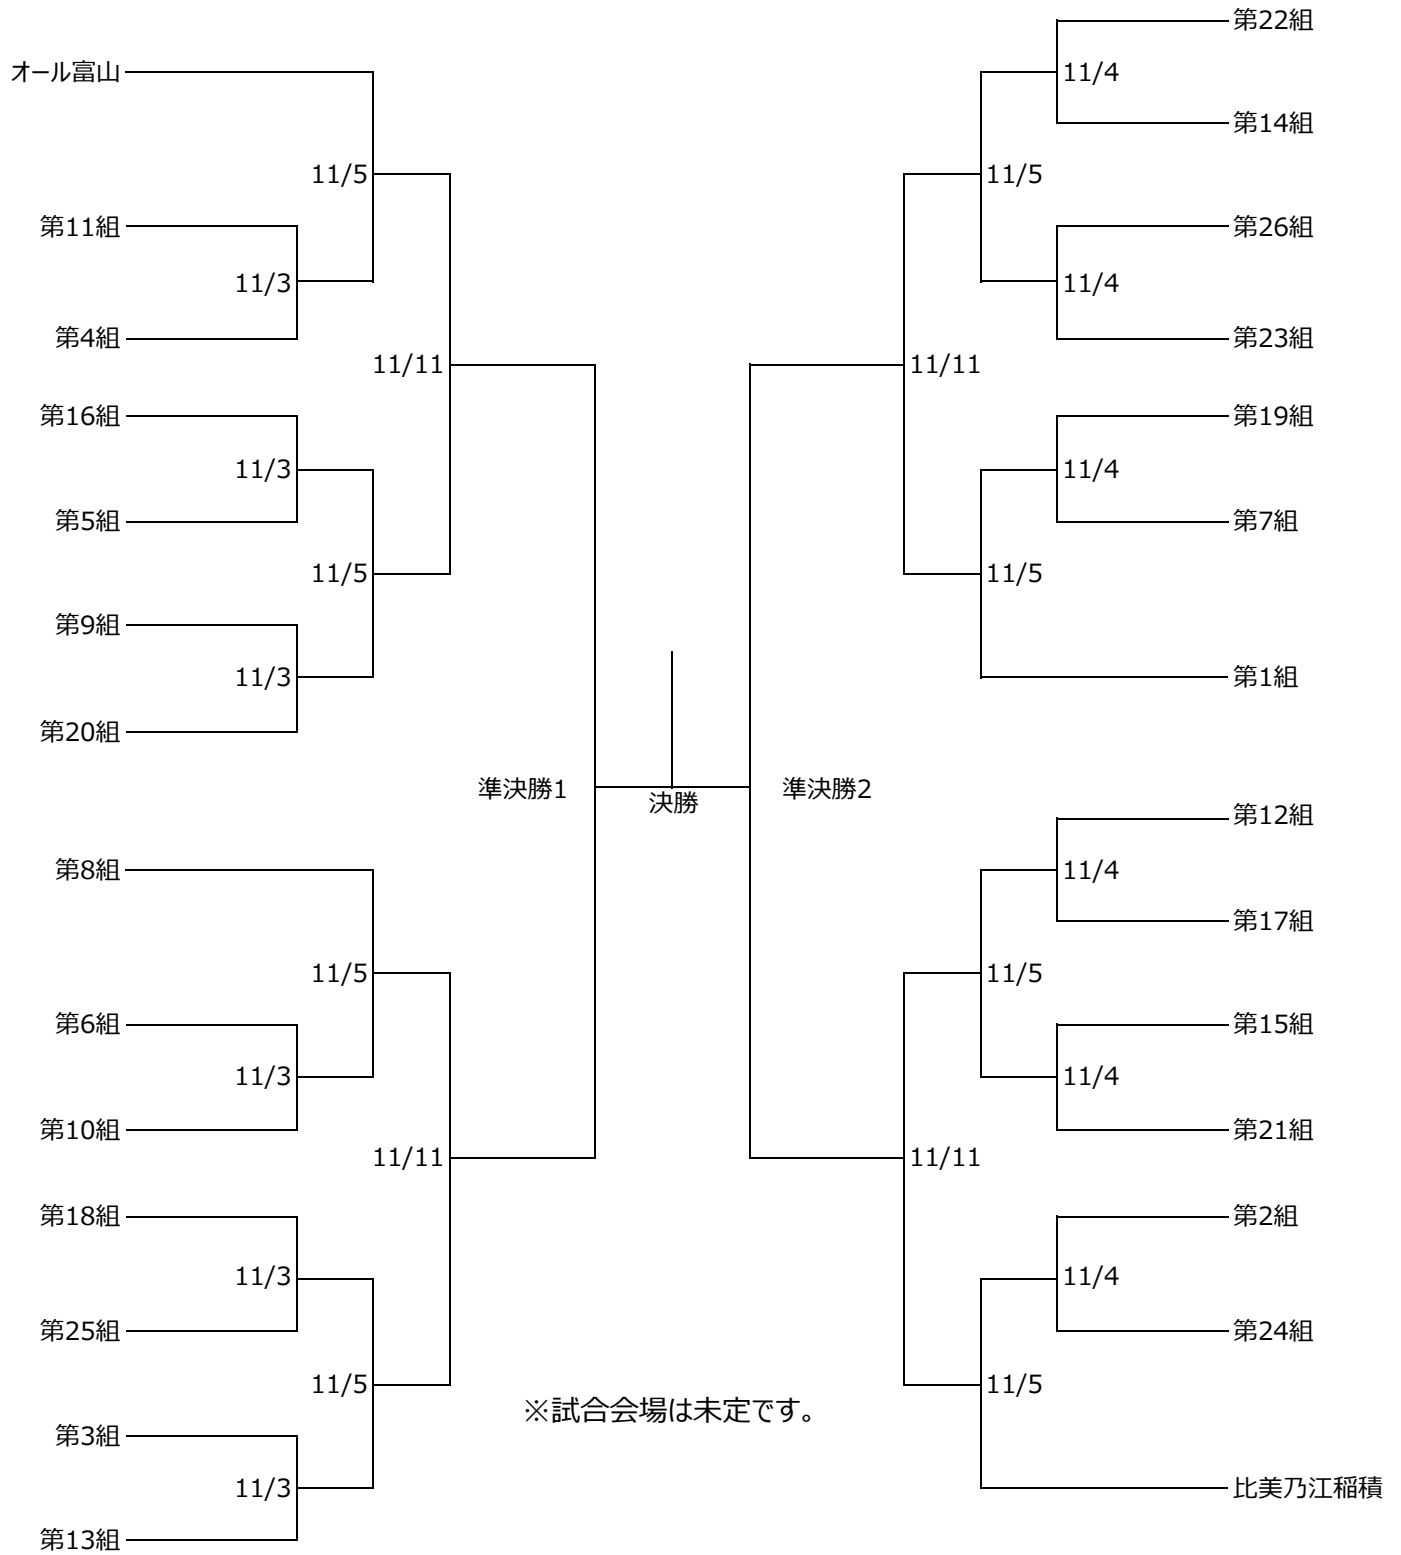 オール富山
11/5
第11組
11/3
第4組
11/11
第16組
11/3
第5組
11/5
第9組
11/3
第20組
準決勝1
第8組
11/5
第6組
11/3
第10組
11/11
第18組
11/3
第25組
11/5
第3組
11/3
第13組
決勝
※試合会場は未定です。
第22組
11/4
第14組
11/5
第26組
11/4
第23組
11/11
第19組
11/4
第7組
11/5
第1組
準決勝2
第12組
11/4
第17組
11/5
第15組
11/4
第21組
11/11
第2組
11/4
第24組
11/5
比美乃江稲積